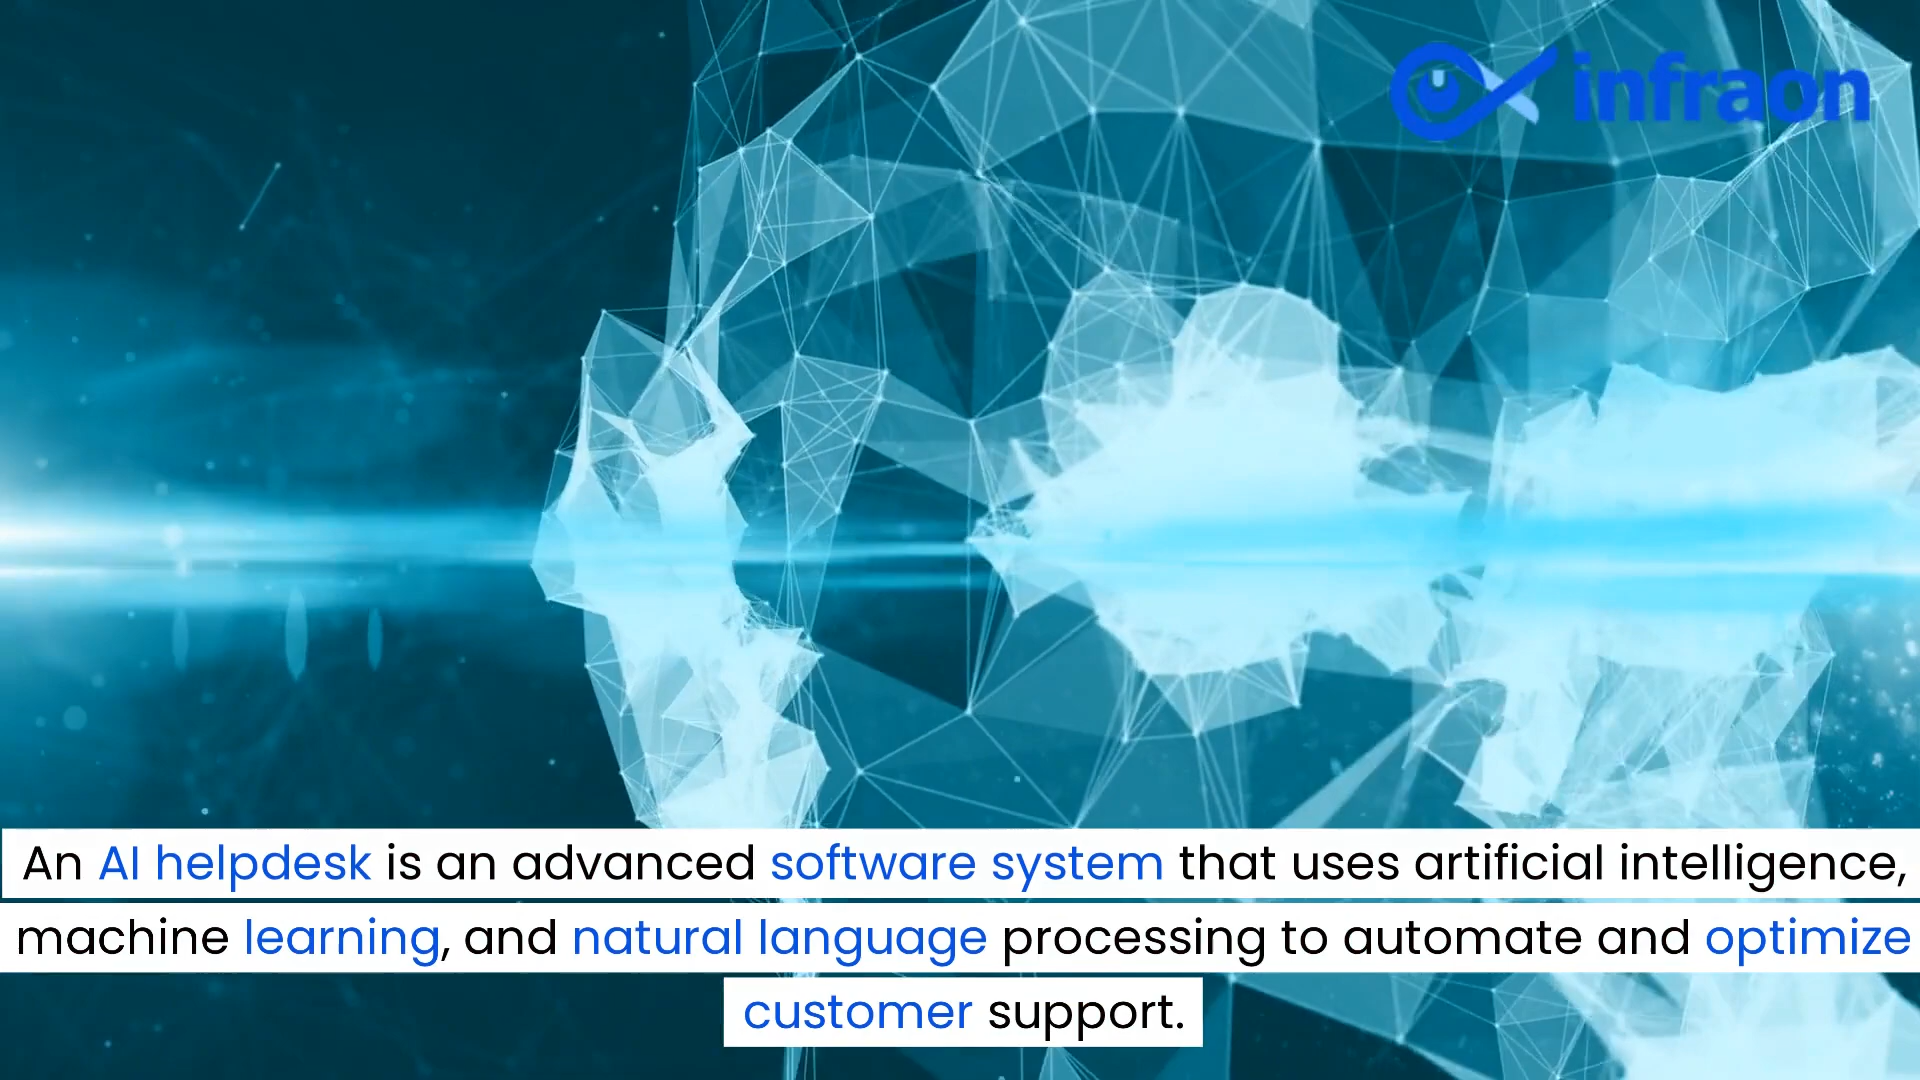 infraon
An AI helpdesk is an advanced software system that uses artificial intelligence,
machine learning, and natural language processing to automate and optimize
customer support.